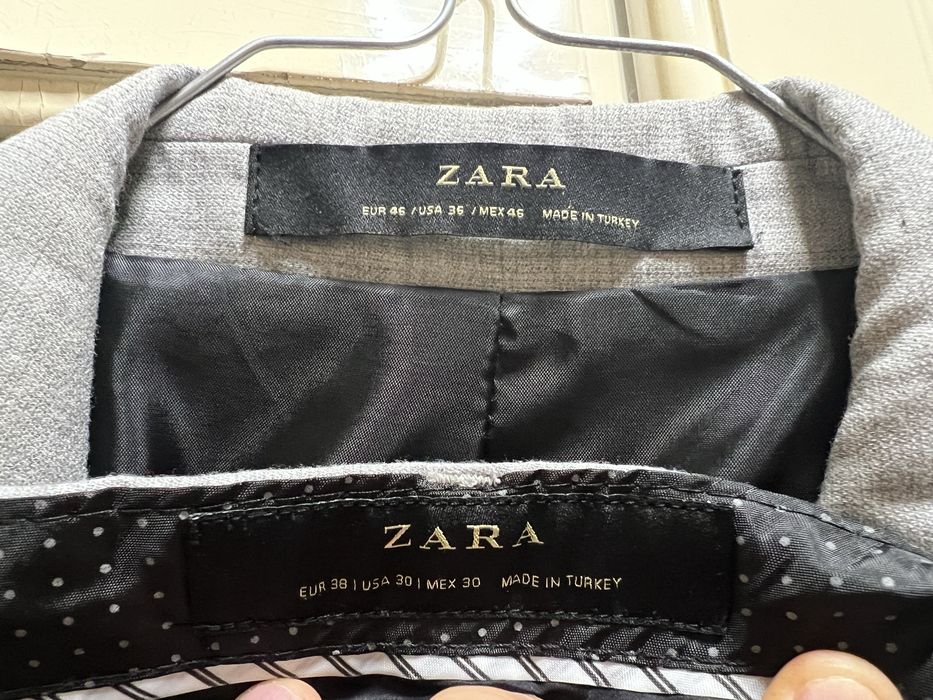 ZARA
EUR 46 / USA 36 / MEX 46 MADE IN TURKEY
ZARA
EUR 38 | USA 30 | MEX 30 MADE IN TURKEY